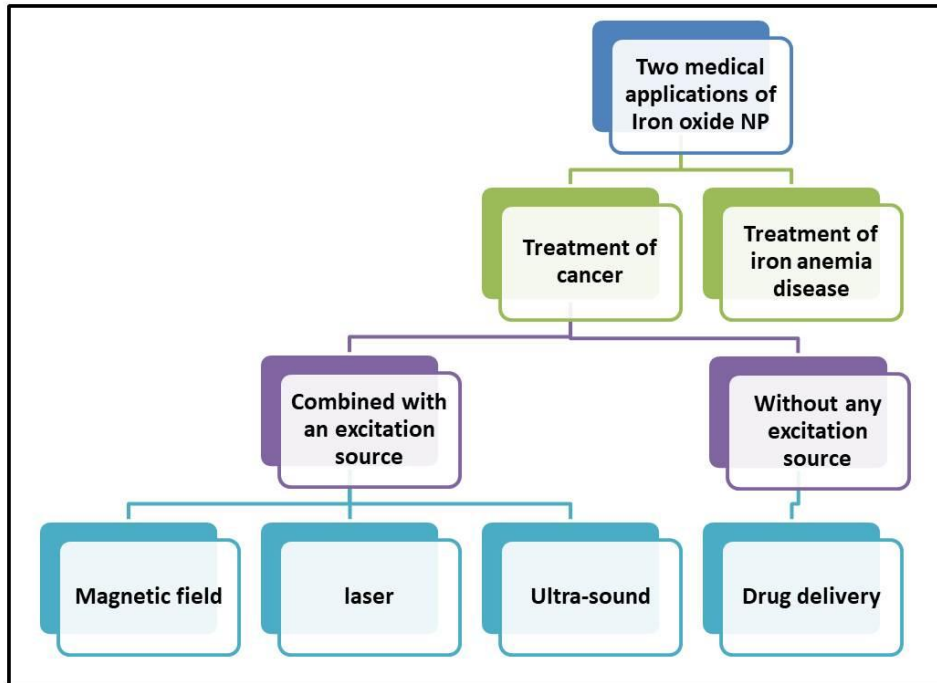 Two medical
applications of
Iron oxide NP
Treatment of
cancer
Treatment of
iron anemia
disease
Combined with
an excitation
source
Without any
excitation
source
Magnetic field
laser
Ultra-sound
Drug delivery